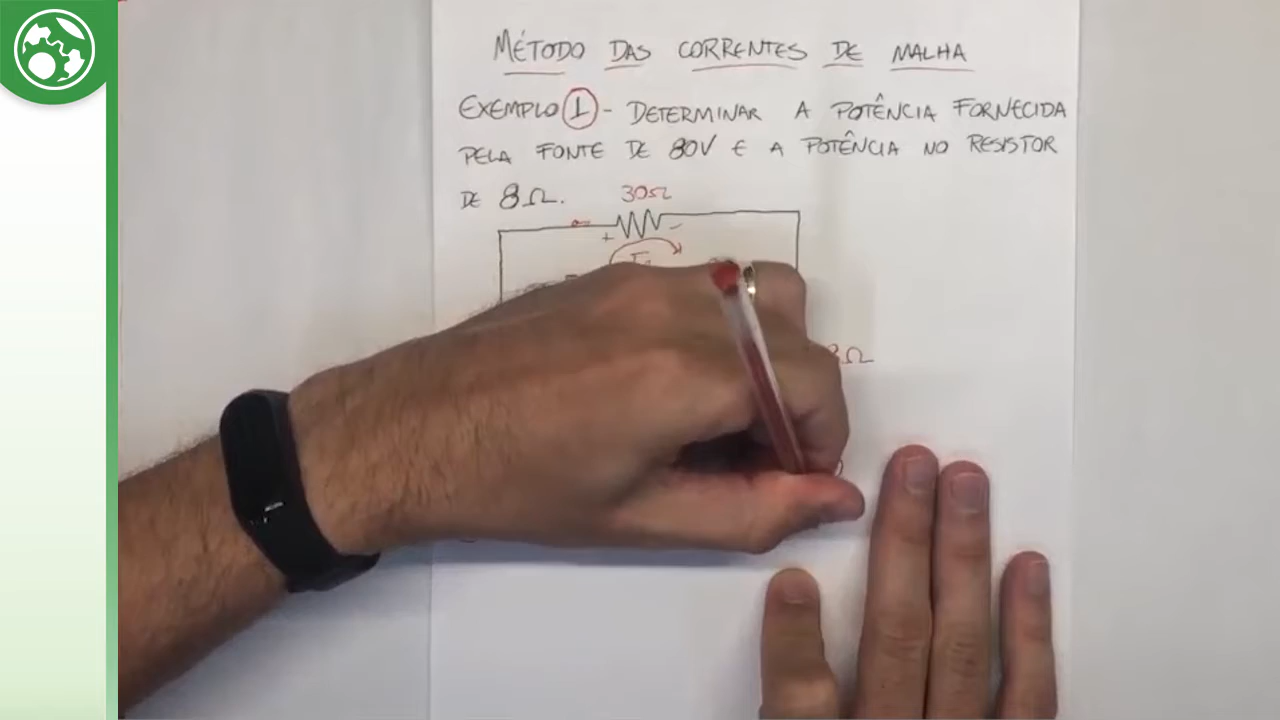 MÉTODO DAS CORRENTES DE MALHA
EXEMPLO 1 - DETERMINAR A POTÊNCIA FORNECIDA
PELA FONTE DE 80V E A POTÊNCIA NO RESISTOR
DE 8Ω.
30Ω
+ -
8Ω